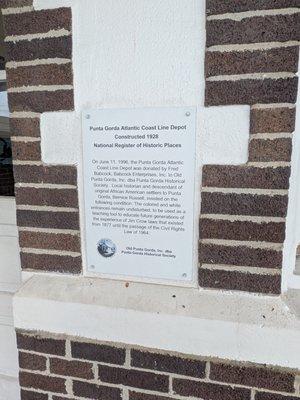 Punta Gorda Atlantic Coast Line Depot
Constructed 1928
National Register of Historic Places
On June 11, 1996, the Punta Gorda Atlantic
Coast Line Depot was donated by Fred
Babcock, Babcock Enterprises, Inc. to Old
Punta Gorda, Inc. dba Punta Gorda Historical
Society. Local historian and descendant of
original African American settlers to Punta
Gorda, Bernice Russell, insisted on the
following condition: The colored and white
entrances remain undisturbed, to be used as a
teaching tool to educate future generations of
the experience of Jim Crow laws that existed
from 1877 until the passage of the Civil Rights
Law of 1964.
Old Punta Gorda, Inc. dba
Punta Gorda Historical Society